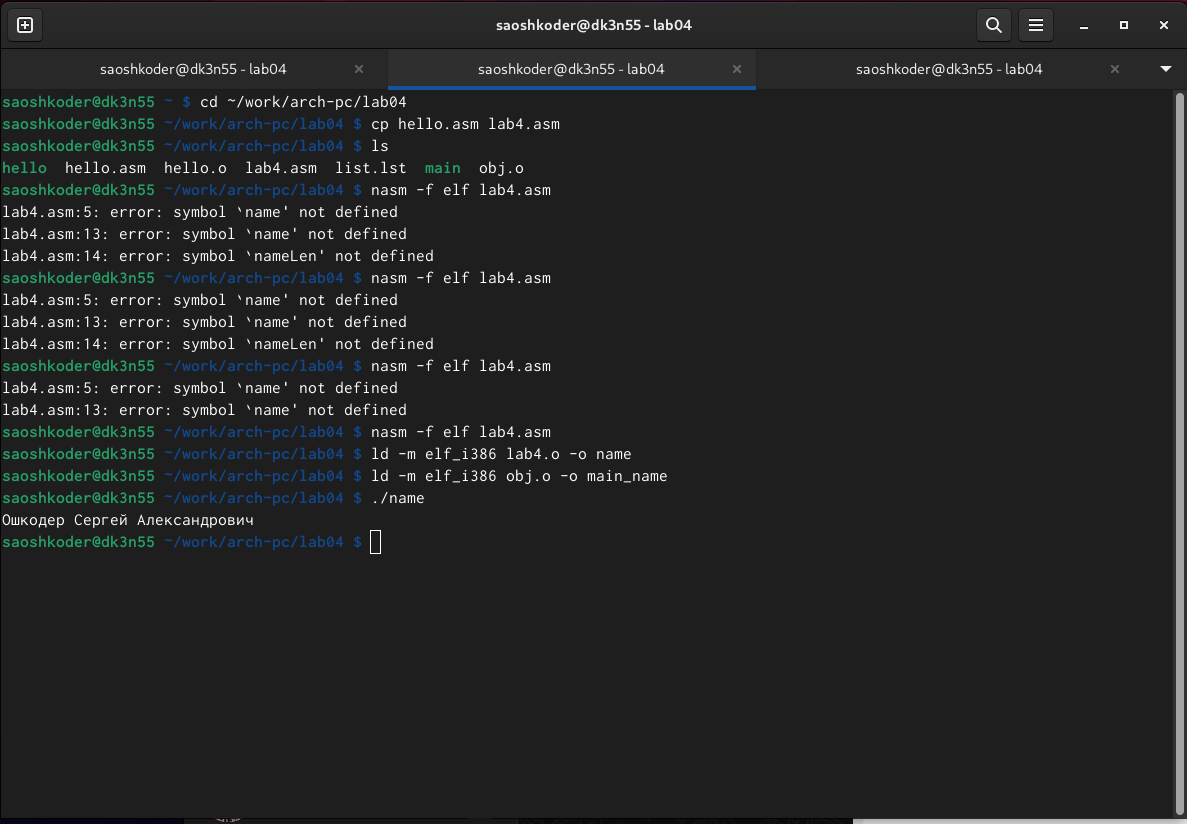 saoshkoder@dk3n55 - lab04
saoshkoder@dk3n55 - lab04 saoshkoder@dk3n55 - lab04 saoshkoder@dk3n55 - lab04
saoshkoder@dk3n55 ~ $ cd ~/work/arch-pc/lab04
saoshkoder@dk3n55 ~/work/arch-pc/lab04 $ cp hello.asm lab4.asm
saoshkoder@dk3n55 ~/work/arch-pc/lab04 $ ls
hello  hello.asm  hello.o  lab4.asm  list.lst  main  obj.o
saoshkoder@dk3n55 ~/work/arch-pc/lab04 $ nasm -f elf lab4.asm
lab4.asm:5: error: symbol `name' not defined
lab4.asm:13: error: symbol `name' not defined
lab4.asm:14: error: symbol `nameLen' not defined
saoshkoder@dk3n55 ~/work/arch-pc/lab04 $ nasm -f elf lab4.asm
lab4.asm:5: error: symbol `name' not defined
lab4.asm:13: error: symbol `name' not defined
lab4.asm:14: error: symbol `nameLen' not defined
saoshkoder@dk3n55 ~/work/arch-pc/lab04 $ nasm -f elf lab4.asm
lab4.asm:5: error: symbol `name' not defined
lab4.asm:13: error: symbol `name' not defined
saoshkoder@dk3n55 ~/work/arch-pc/lab04 $ nasm -f elf lab4.asm
saoshkoder@dk3n55 ~/work/arch-pc/lab04 $ ld -m elf_i386 lab4.o -o name
saoshkoder@dk3n55 ~/work/arch-pc/lab04 $ ld -m elf_i386 obj.o -o main_name
saoshkoder@dk3n55 ~/work/arch-pc/lab04 $ ./name
Ошкодер Сергей Александрович
saoshkoder@dk3n55 ~/work/arch-pc/lab04 $